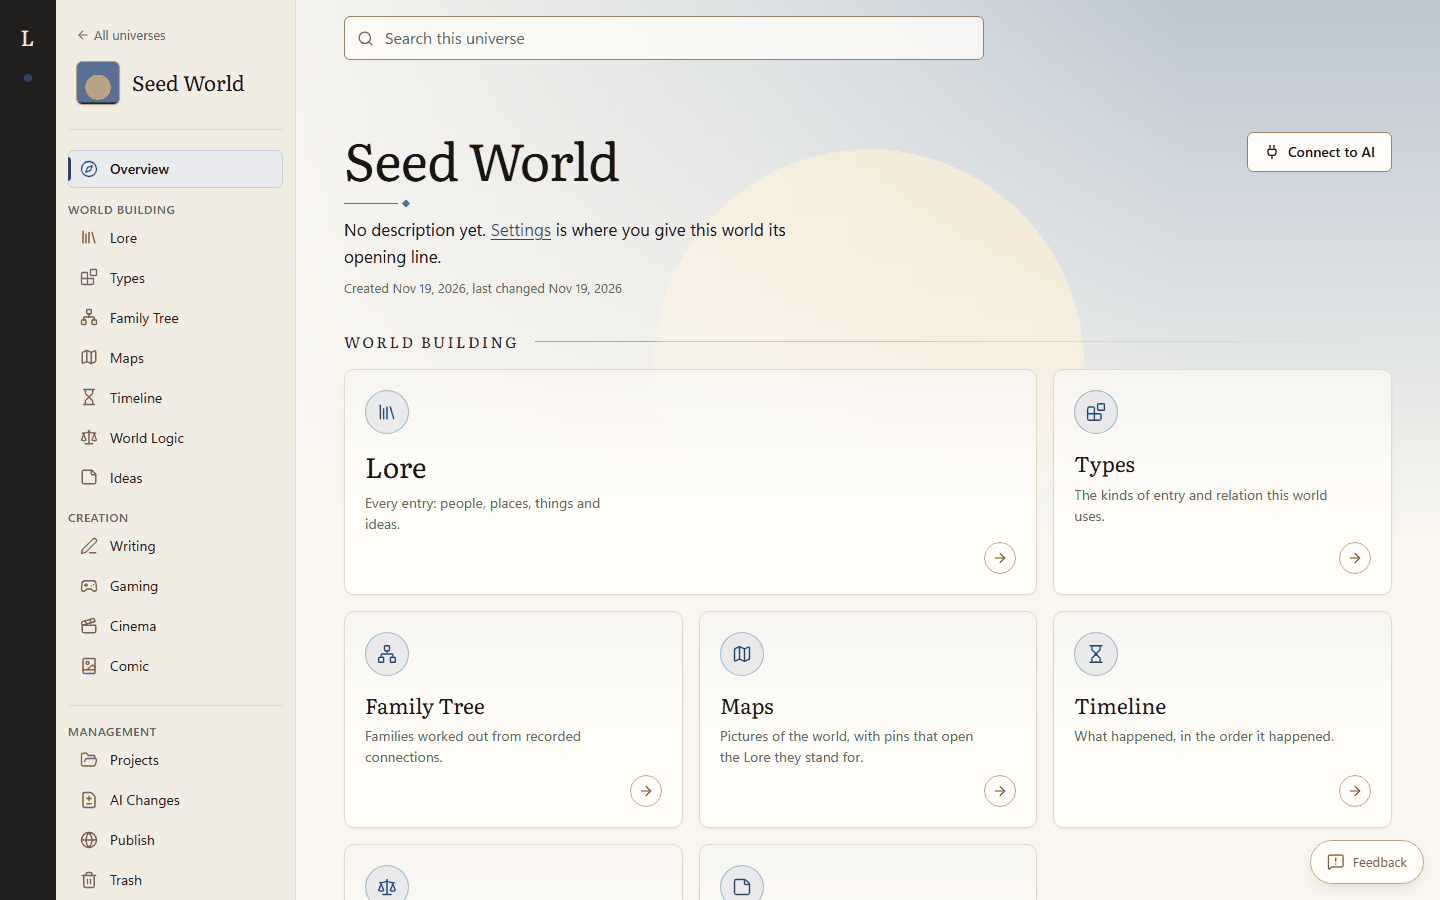 L
All universes
Seed World
Overview
WORLD BUILDING
Lore
Types
Family Tree
Maps
Timeline
World Logic
Ideas
CREATION
Writing
Gaming
Cinema
Comic
MANAGEMENT
Projects
AI Changes
Publish
Trash
Search this universe
Seed World
Connect to AI
No description yet. Settings is where you give this world its
opening line.
Created Nov 19, 2026, last changed Nov 19, 2026
WORLD BUILDING
Lore
Every entry: people, places, things and
ideas.
Types
The kinds of entry and relation this world
uses.
Family Tree
Families worked out from recorded
connections.
Maps
Pictures of the world, with pins that open
the Lore they stand for.
Timeline
What happened, in the order it happened.
Feedback